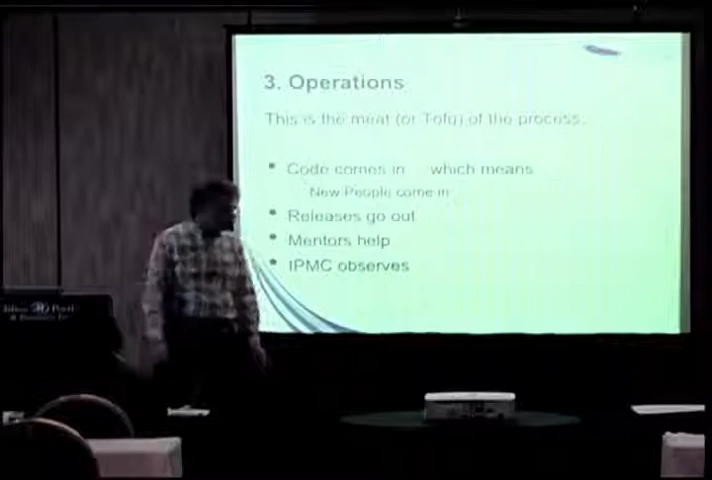 3. Operations
This is the meat (or Tofu) of the process.
Code comes in which means
New People come in
Releases go out
Mentors help
IPMC observes